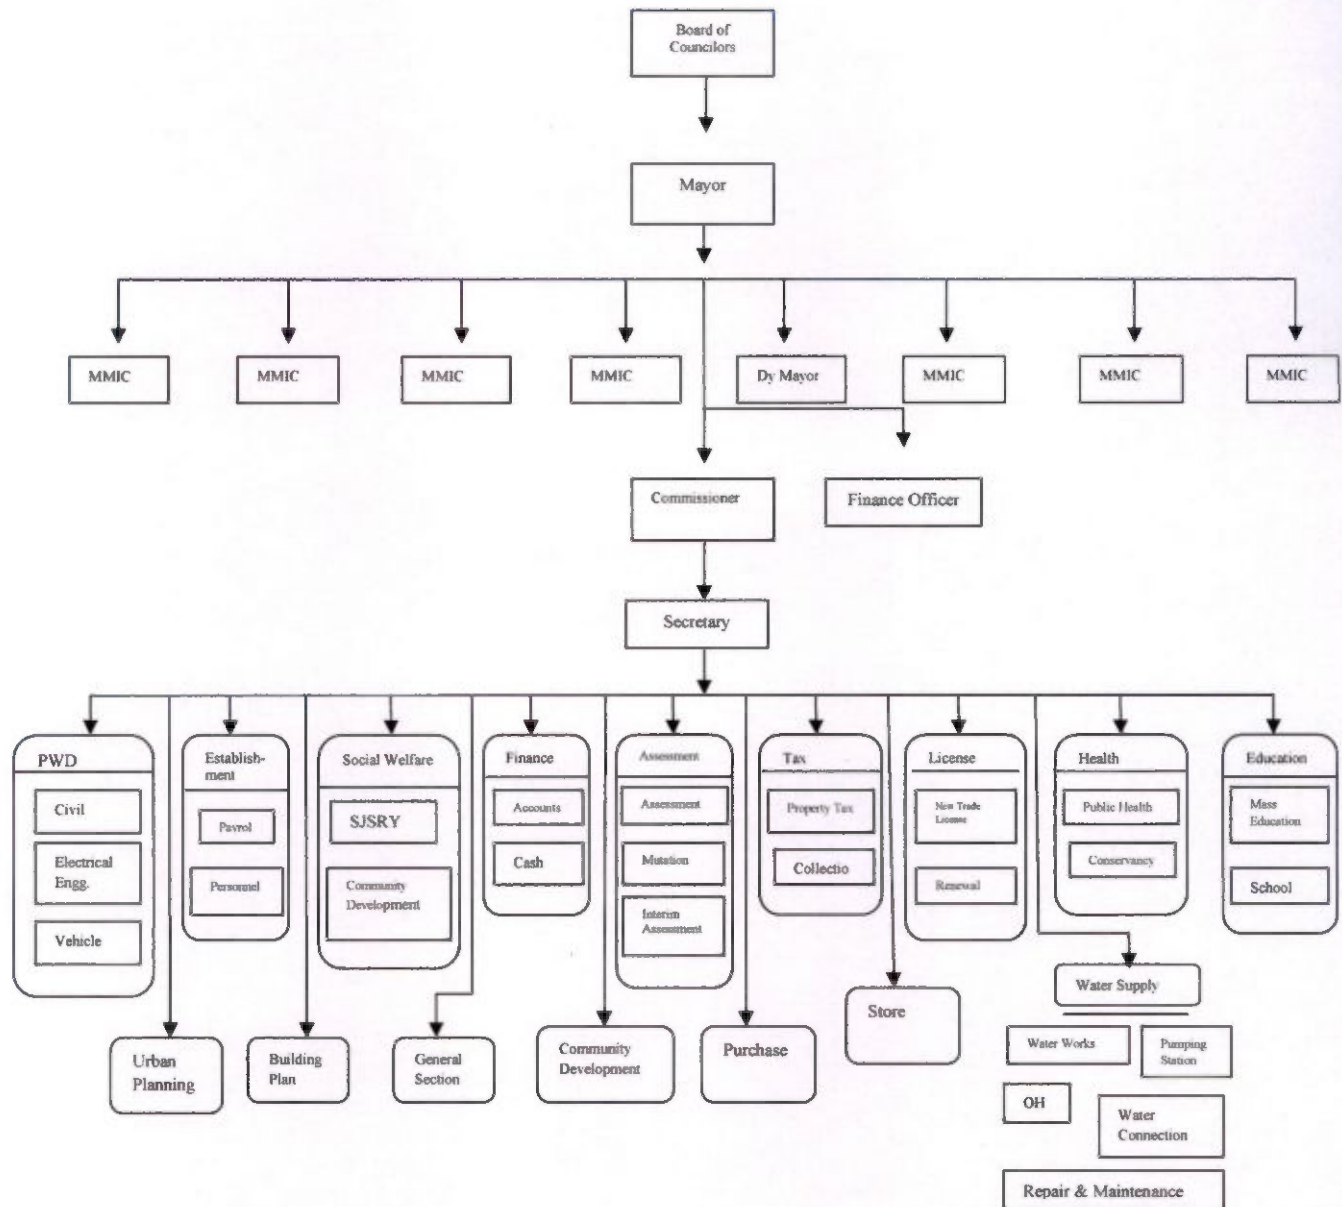 Board of
Councilors
Mayor
MMIC
MMIC
MMIC
MMIC
Dy Mayor
MMIC
MMIC
MMIC
Commissioner
Finance Officer
Secretary
PWD
Civil
Electrical
Engg.
Vehicle
Establish-
ment
Payrol
Personnel
Social Welfare
SJSRY
Community
Development
Finance
Accounts
Cash
Assessment
Assessment
Mutation
Interim
Assessment
Tax
Property Tax
Collectio
License
New Trade
License
Renewal
Health
Public Health
Conservancy
Education
Mass
Education
School
Urban
Planning
Building
Plan
General
Section
Community
Development
Purchase
Store
Water Supply
Water Works
Pumping
Station
OH
Water
Connection
Repair & Maintenance